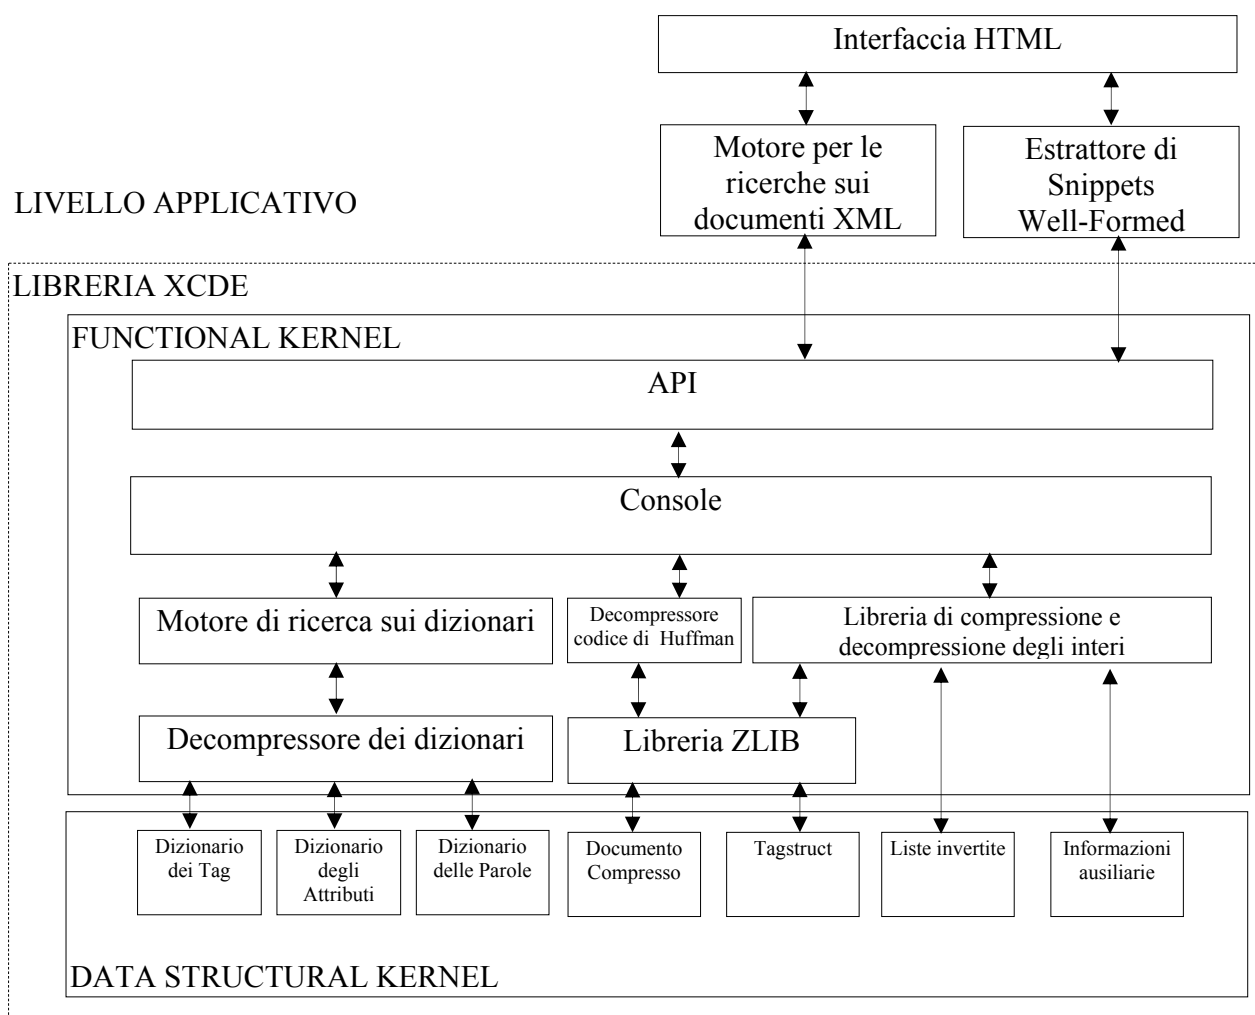 Interfaccia HTML
Motore per le
ricerche sui
documenti XML
Estrattore di
Snippets
Well-Formed
LIVELLO APPLICATIVO
LIBRERIA XCDE
FUNCTIONAL KERNEL
API
Console
Motore di ricerca sui dizionari
Decompressore
codice di Huffman
Libreria di compressione e
decompressione degli interi
Decompressore dei dizionari
Libreria ZLIB
Dizionario
dei Tag
Dizionario
degli
Attributi
Dizionario
delle Parole
Documento
Compresso
Tagstruct
Liste invertite
Informazioni
ausiliarie
DATA STRUCTURAL KERNEL